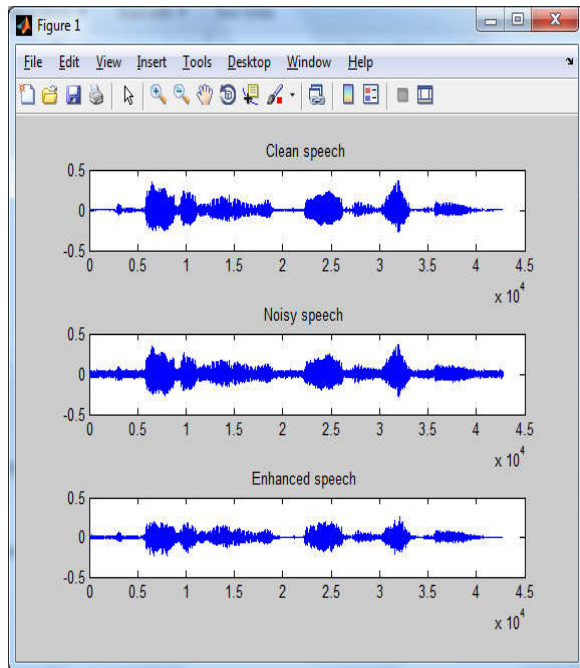 Figure 1
File Edit View Insert Tools Desktop Window Help
Clean speech
0.5
0
-0.5
0 0.5 1 1.5 2 2.5 3 3.5 4 4.5
x 10^4
Noisy speech
0.5
0
-0.5
0 0.5 1 1.5 2 2.5 3 3.5 4 4.5
x 10^4
Enhanced speech
0.5
0
-0.5
0 0.5 1 1.5 2 2.5 3 3.5 4 4.5
x 10^4